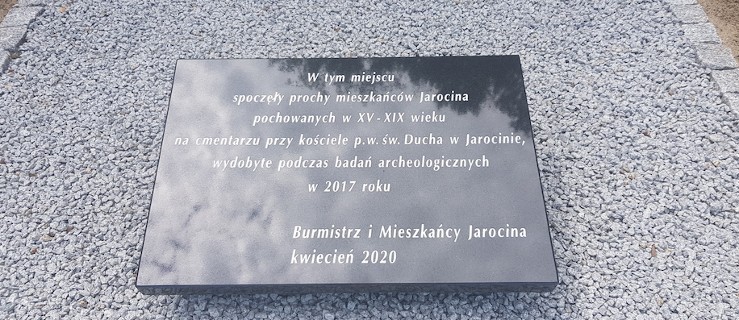 W tym miejscu
spoczęły prochy mieszkańców Jarocina
pochowanych w XV - XIX wieku
na cmentarzu przy kościele p.w. św. Ducha w Jarocinie,
wydobyte podczas badań archeologicznych
w 2017 roku
Burmistrz i Mieszkańcy Jarocina
kwiecień 2020